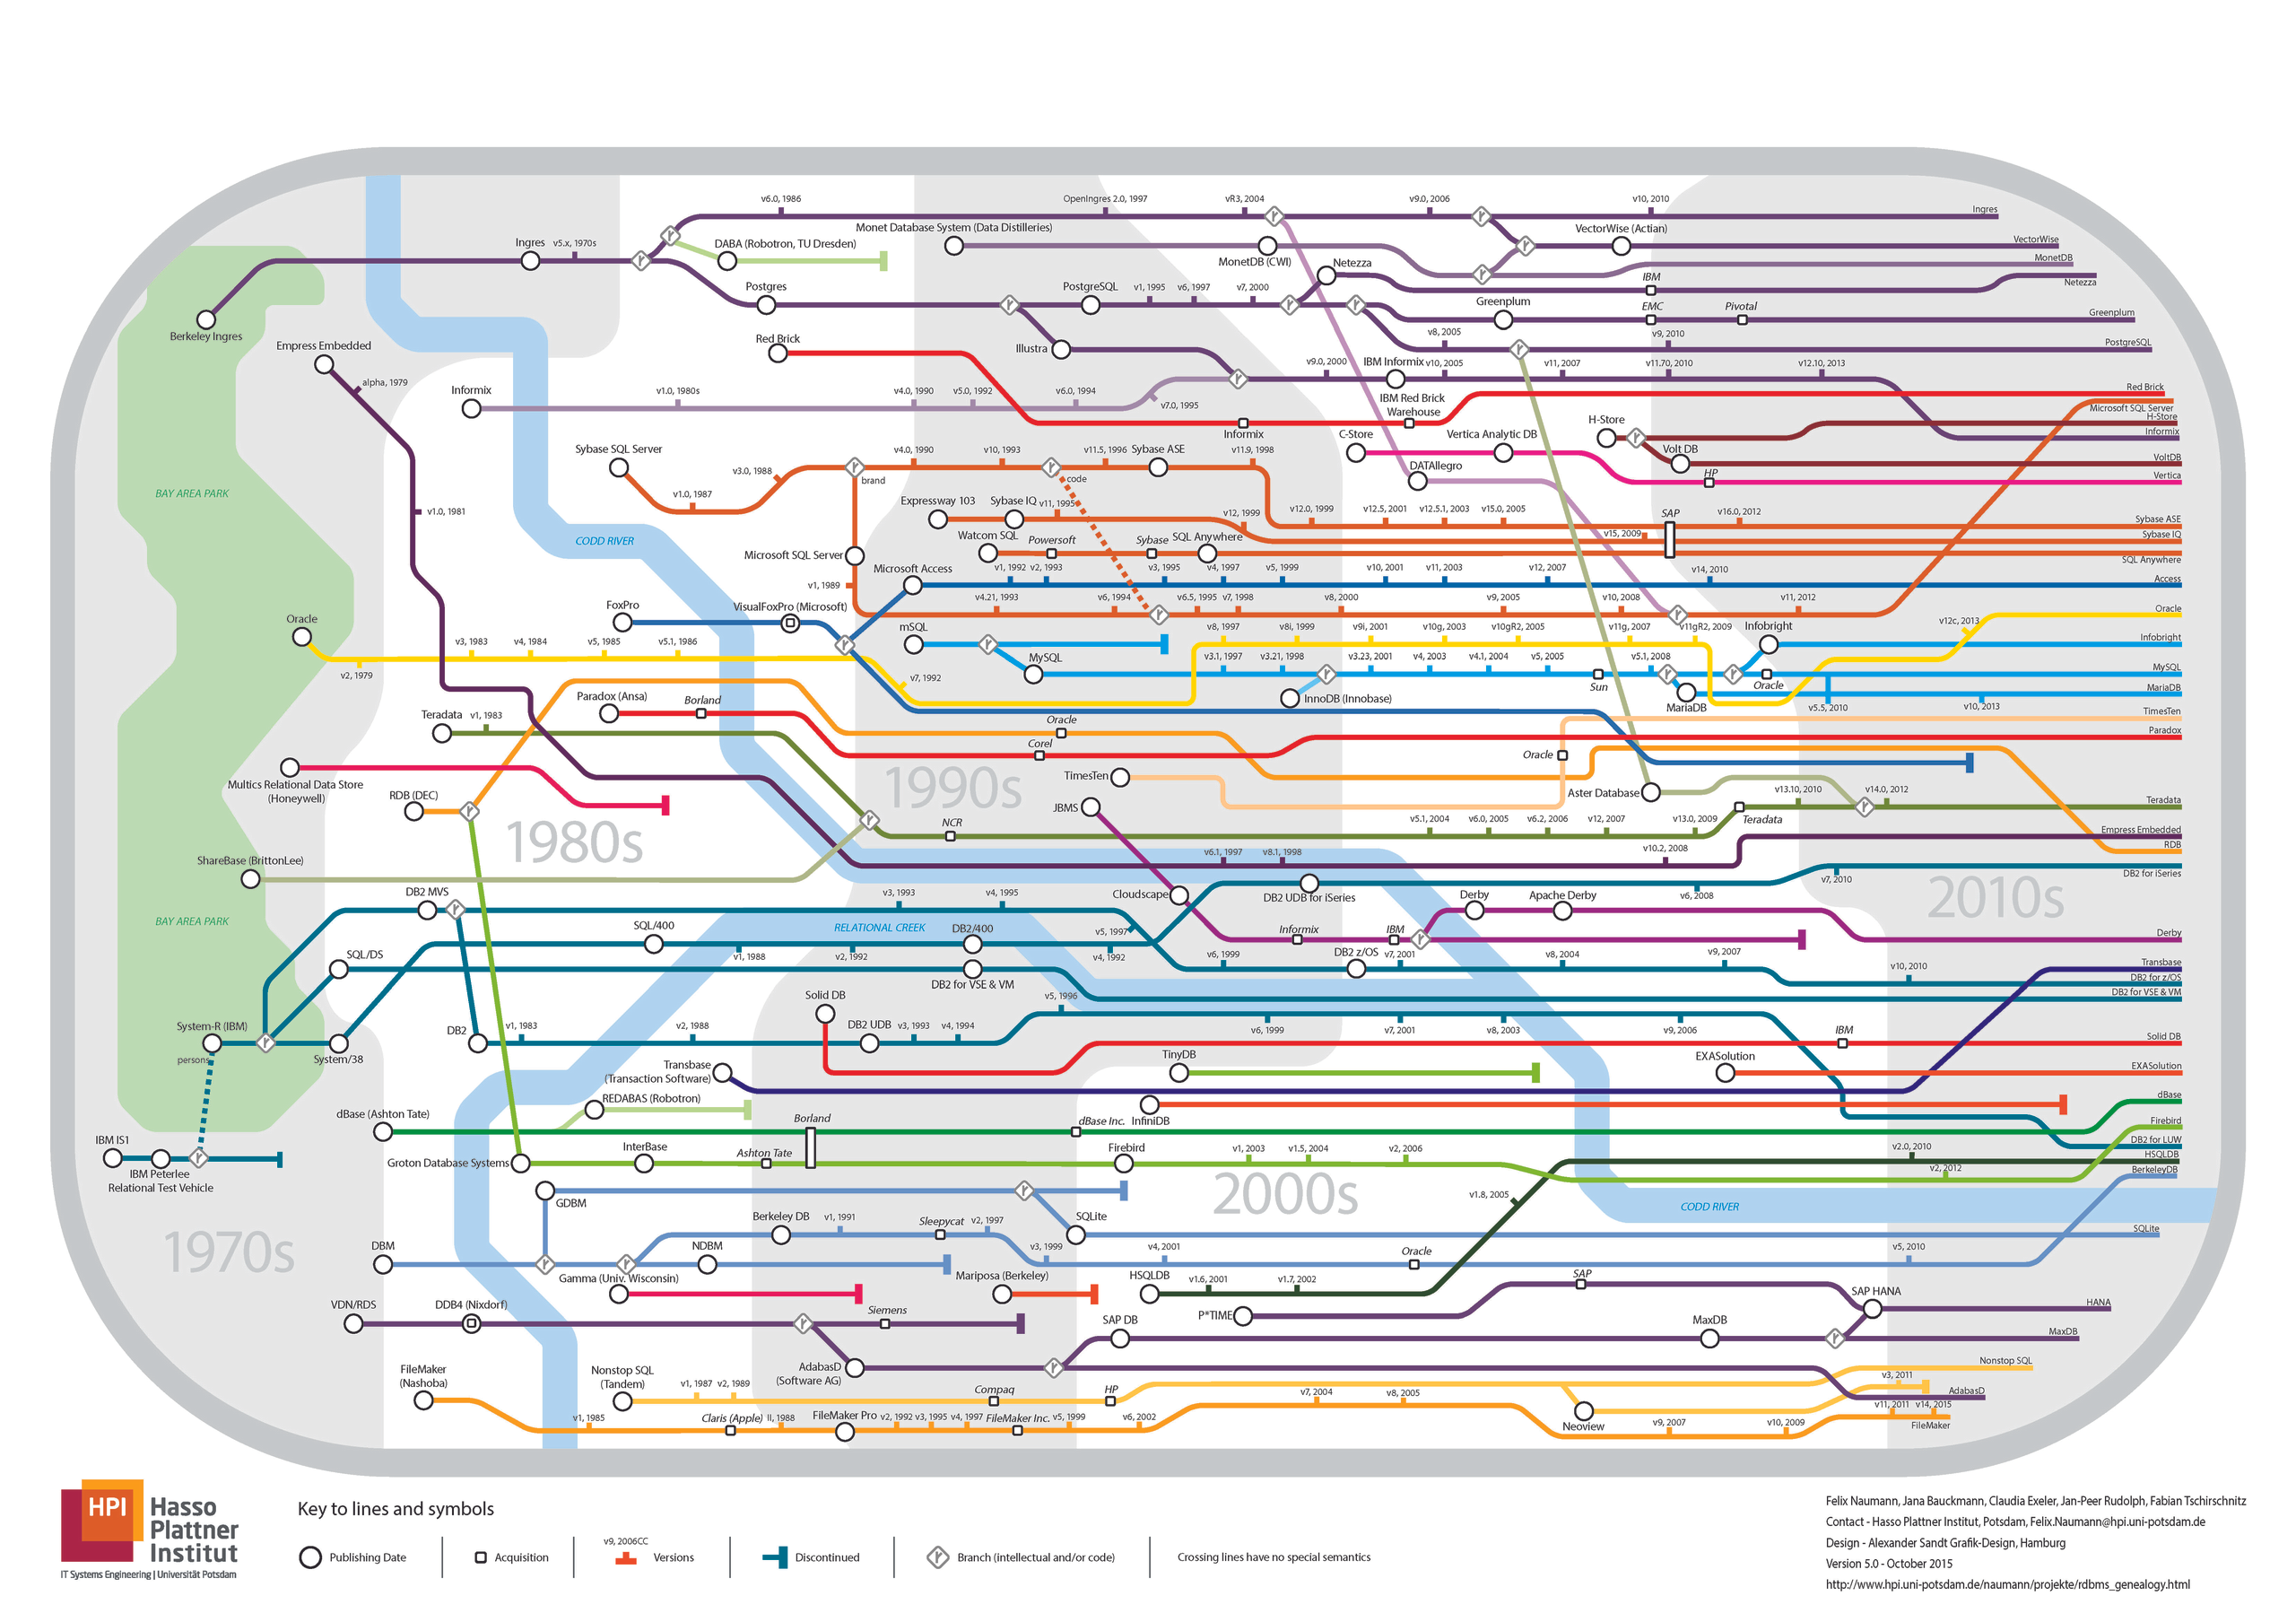 v6.0, 1986
OpenIngres 2.0, 1997
vR3, 2004
v9.0, 2006
v10, 2010
Ingres
Monet Database System (Data Distilleries)
VectorWise (Actian)
Ingres
v5.x, 1970s
DABA (Robotron, TU Dresden)
VectorWise
MonetDB (CWI)
Netezza
MonetDB
IBM
Netezza
Postgres
PostgreSQL
v1, 1995
v6, 1997
v7, 2000
Greenplum
EMC
Pivotal
Greenplum
Berkeley Ingres
Red Brick
Illustra
v8, 2005
v9, 2010
PostgreSQL
Empress Embedded
alpha, 1979
v9.0, 2000
IBM Informix
v10, 2005
v11, 2007
v11.70, 2010
v12.10, 2013
Informix
v1.0, 1980s
v4.0, 1990
v5.0, 1992
v6.0, 1994
v7.0, 1995
IBM Red Brick
Warehouse
Red Brick
Microsoft SQL Server
H-Store
Informix
Informix
C-Store
Vertica Analytic DB
H-Store
Volt DB
VoltDB
Sybase SQL Server
v3.0, 1988
v4.0, 1990
v10, 1993
v11.5, 1996
Sybase ASE
v11.9, 1998
DATAllegro
HP
Vertica
brand
code
v1.0, 1987
BAY AREA PARK
v1.0, 1981
Expressway 103
Sybase IQ
v11, 1995
v12, 1999
v12.0, 1999
v12.5, 2001
v12.5.1, 2003
v15.0, 2005
SAP
v16.0, 2012
Sybase ASE
CODD RIVER
Watcom SQL
Powersoft
Sybase
SQL Anywhere
v15, 2009
Sybase IQ
Microsoft SQL Server
SQL Anywhere
v1, 1989
Microsoft Access
v1, 1992
v2, 1993
v3, 1995
v4, 1997
v5, 1999
v10, 2001
v11, 2003
v12, 2007
v14, 2010
Access
FoxPro
VisualFoxPro (Microsoft)
v4.21, 1993
v6, 1994
v6.5, 1995
v7, 1998
v8, 2000
v9, 2005
v10, 2008
v11, 2012
Oracle
Oracle
v2, 1979
v3, 1983
v4, 1984
v5, 1985
v5.1, 1986
mSQL
v8, 1997
v8i, 1999
v9i, 2001
v10g, 2003
v10gR2, 2005
v11g, 2007
v11gR2, 2009
Infobright
v12c, 2013
Infobright
MySQL
v7, 1992
v3.1, 1997
v3.21, 1998
v3.23, 2001
v4, 2003
v4.1, 2004
v5, 2005
v5.1, 2008
Sun
Oracle
MySQL
InnoDB (Innobase)
MariaDB
v5.5, 2010
v10, 2013
MariaDB
Paradox (Ansa)
Borland
Teradata
v1, 1983
Oracle
TimesTen
Corel
Oracle
Paradox
Multics Relational Data Store
(Honeywell)
1990s
TimesTen
RDB (DEC)
JBMS
Aster Database
v13.10, 2010
v14.0, 2012
Teradata
1980s
NCR
v5.1, 2004
v6.0, 2005
v6.2, 2006
v12, 2007
v13.0, 2009
Teradata
Empress Embedded
ShareBase (BrittonLee)
v6.1, 1997
v8.1, 1998
v10.2, 2008
RDB
DB2 for iSeries
DB2 MVS
v3, 1993
v4, 1995
Cloudscape
DB2 UDB for iSeries
Derby
Apache Derby
v6, 2008
v7, 2010
2010s
BAY AREA PARK
SQL/400
RELATIONAL CREEK
DB2/400
v5, 1997
Informix
IBM
Derby
SQL/DS
v1, 1988
v2, 1992
v4, 1992
v6, 1999
DB2 z/OS
v7, 2001
v8, 2004
v9, 2007
v10, 2010
Transbase
DB2 for z/OS
DB2 for VSE & VM
DB2 for VSE & VM
Solid DB
v5, 1996
System-R (IBM)
persons
System/38
DB2
v1, 1983
v2, 1988
DB2 UDB
v3, 1993
v4, 1994
v6, 1999
v7, 2001
v8, 2003
v9, 2006
IBM
Solid DB
Transbase
(Transaction Software)
TinyDB
EXASolution
EXASolution
dBase (Ashton Tate)
REDABAS (Robotron)
Borland
dBase Inc.
InfiniDB
dBase
IBM IS1
IBM Peterlee
Relational Test Vehicle
Groton Database Systems
InterBase
Ashton Tate
Firebird
v1, 2003
v1.5, 2004
v2, 2006
v2.0, 2010
v2, 2012
Firebird
DB2 for LUW
HSQLDB
BerkeleyDB
GDBM
2000s
v1.8, 2005
CODD RIVER
1970s
Berkeley DB
v1, 1991
Sleepycat
v2, 1997
SQLite
SQLite
DBM
NDBM
v3, 1999
v4, 2001
Oracle
v5, 2010
Gamma (Univ. Wisconsin)
Mariposa (Berkeley)
HSQLDB
v1.6, 2001
v1.7, 2002
SAP
SAP HANA
HANA
VDN/RDS
DDB4 (Nixdorf)
Siemens
P*TIME
SAP DB
MaxDB
MaxDB
AdabasD
(Software AG)
FileMaker
(Nashoba)
Nonstop SQL
(Tandem)
v1, 1987
v2, 1989
Compaq
HP
v7, 2004
v8, 2005
Nonstop SQL
v3, 2011
AdabasD
v1, 1985
Claris (Apple)
II, 1988
FileMaker Pro
v2, 1992
v3, 1995
v4, 1997
FileMaker Inc.
v5, 1999
v6, 2002
Neoview
v9, 2007
v10, 2009
v11, 2011
v14, 2015
FileMaker
HPI
Hasso
Plattner
Institut
IT Systems Engineering | Universität Potsdam
Key to lines and symbols
Publishing Date
Acquisition
v9, 2006CC
Versions
Discontinued
Branch (intellectual and/or code)
Crossing lines have no special semantics
Felix Naumann, Jana Bauckmann, Claudia Exeler, Jan-Peer Rudolph, Fabian Tschirschnitz
Contact - Hasso Plattner Institut, Potsdam, Felix.Naumann@hpi.uni-potsdam.de
Design - Alexander Sandt Grafik-Design, Hamburg
Version 5.0 - October 2015
http://www.hpi.uni-potsdam.de/naumann/projekte/rdbms_genealogy.html